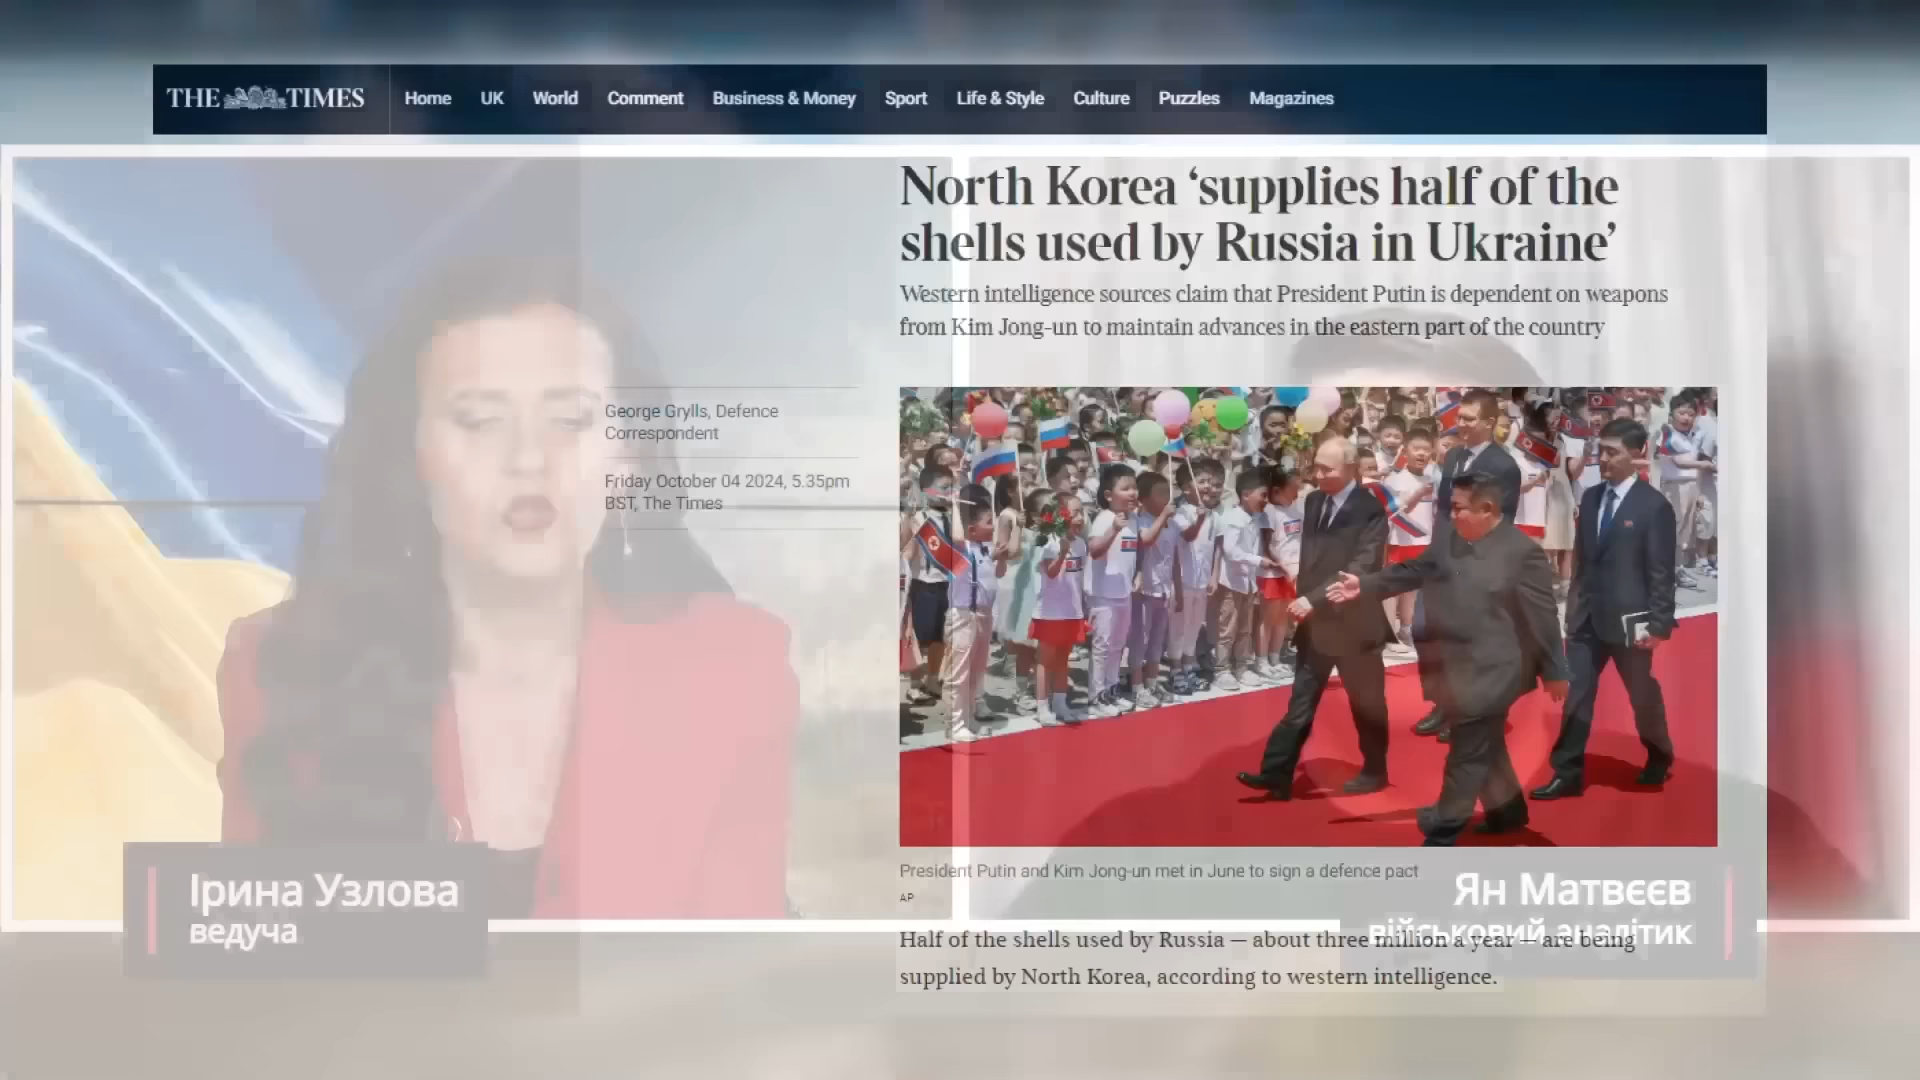 THE TIMES Home UK World Comment Business & Money Sport Life & Style Culture Puzzles Magazines
North Korea ‘supplies half of the
shells used by Russia in Ukraine’
Western intelligence sources claim that President Putin is dependent on weapons
from Kim Jong-un to maintain advances in the eastern part of the country
George Grylls, Defence
Correspondent
Friday October 04 2024, 5.35pm
BST, The Times
President Putin and Kim Jong-un met in June to sign a defence pact
AP
Half of the shells used by Russia — about three million a year — are being
supplied by North Korea, according to western intelligence.
Ірина Узлова
ведуча
Ян Матвєєв
військовий аналітик